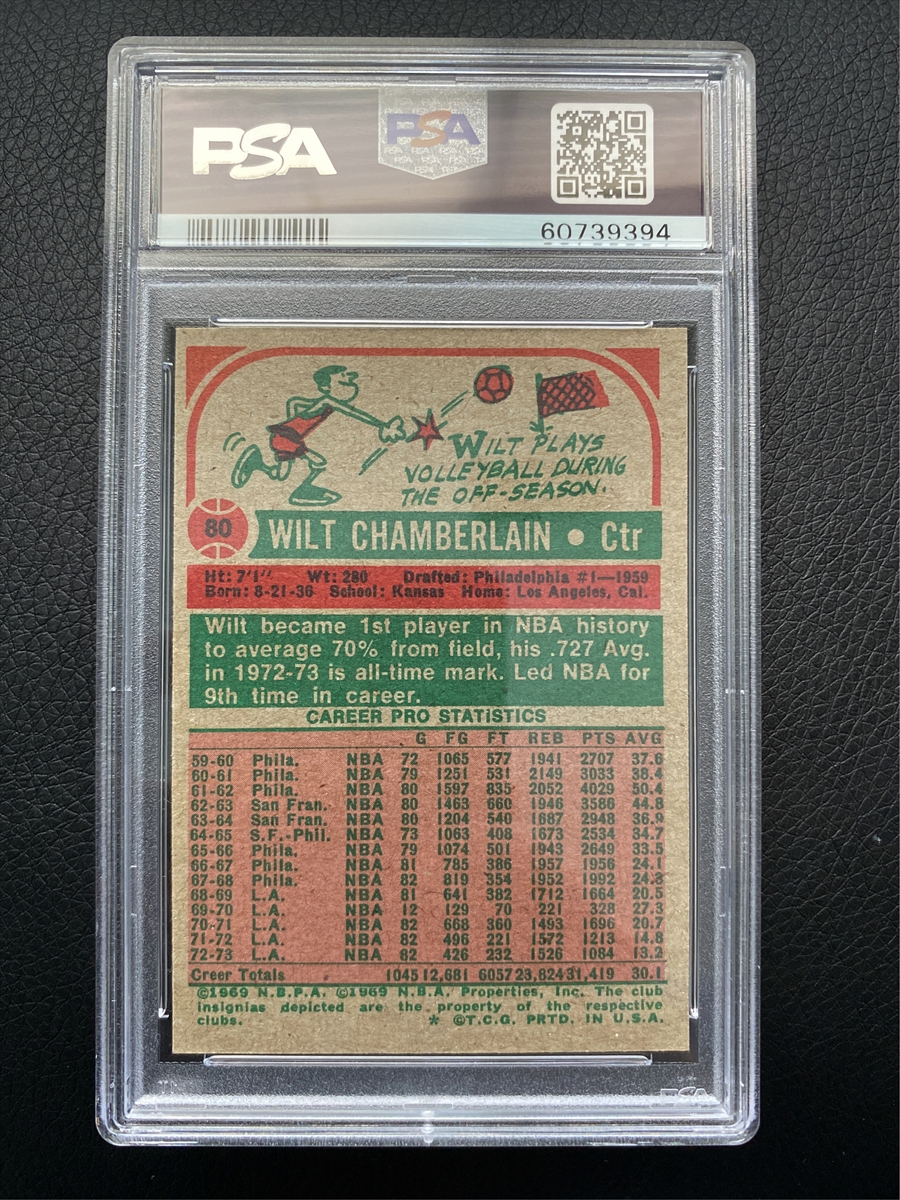 PSA PSA
60739394
WILT PLAYS
VOLLEYBALL DURING
THE OFF-SEASON.
80 WILT CHAMBERLAIN • Ctr
Ht: 7'1" Wt: 280 Drafted: Philadelphia #1—1959
Born: 8-21-36 School: Kansas Home: Los Angeles, Cal.
Wilt became 1st player in NBA history
to average 70% from field, his .727 Avg.
in 1972-73 is all-time mark. Led NBA for
9th time in career.
CAREER PRO STATISTICS
G FG FT REB PTS AVG
59-60 Phila. NBA 72 1065 577 1941 2707 37.6
60-61 Phila. NBA 79 1251 531 2149 3033 38.4
61-62 Phila. NBA 80 1597 835 2052 4029 50.4
62-63 San Fran. NBA 80 1463 660 1946 3586 44.8
63-64 San Fran. NBA 80 1204 540 1687 2948 36.9
64-65 S.F.-Phil. NBA 73 1063 408 1673 2534 34.7
65-66 Phila. NBA 79 1074 501 1943 2649 33.5
66-67 Phila. NBA 81 785 386 1957 1956 24.1
67-68 Phila. NBA 82 819 354 1952 1992 24.3
68-69 L.A. NBA 81 641 382 1712 1664 20.5
69-70 L.A. NBA 12 129 70 221 328 27.3
70-71 L.A. NBA 82 668 360 1493 1696 20.7
71-72 L.A. NBA 82 496 221 1572 1213 14.8
72-73 L.A. NBA 82 426 232 1526 1084 13.2
Creer Totals 1045 12,681 6057 23,824 31,419 30.1
©1969 N.B.P.A. ©1969 N.B.A. Properties, Inc. The club
insignias depicted are the property of the respective
clubs. * ©T.C.G. PRTD. IN U.S.A.
PSA